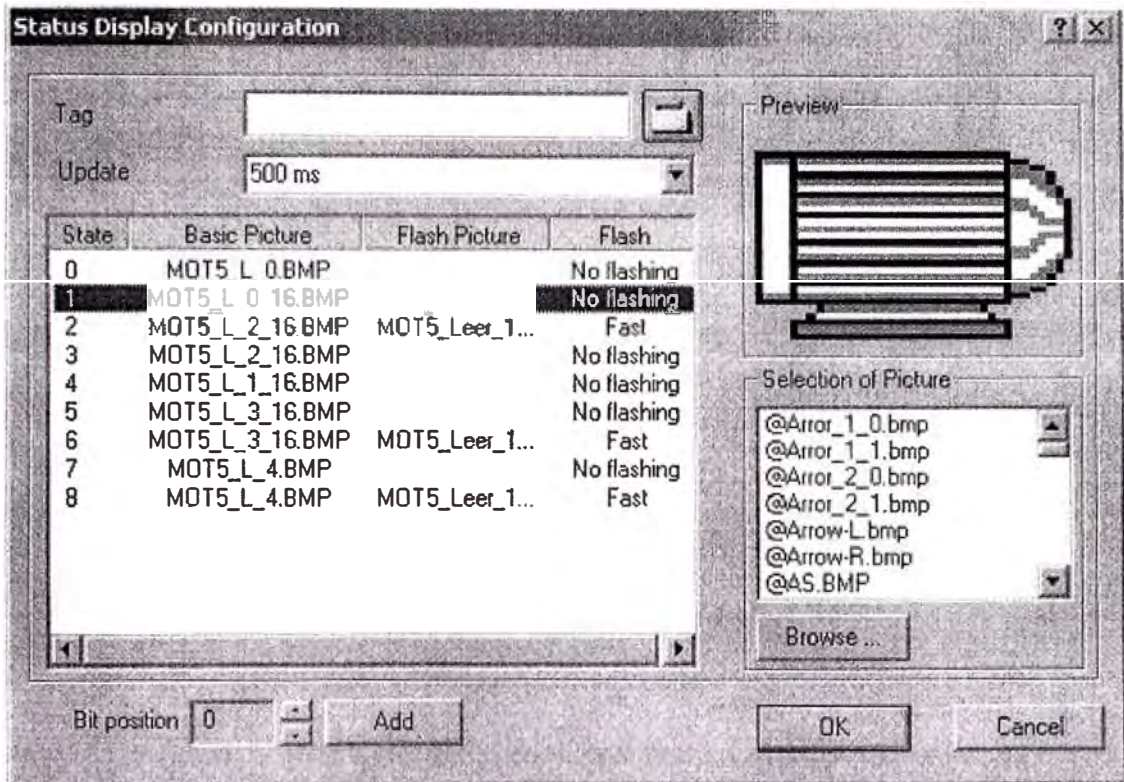 Status Display Configuration
Tag
Update 500 ms
Preview
State Basic Picture Flash Picture Flash
0 MOT5_L_0.BMP No flashing
1 MOT5_L_0_16.BMP No flashing
2 MOT5_L_2_16.BMP MOT5_Leer_1... Fast
3 MOT5_L_2_16.BMP No flashing
4 MOT5_L_1_16.BMP No flashing
5 MOT5_L_3_16.BMP No flashing
6 MOT5_L_3_16.BMP MOT5_Leer_1... Fast
7 MOT5_L_4.BMP No flashing
8 MOT5_L_4.BMP MOT5_Leer_1... Fast
Selection of Picture
@Arror_1_0.bmp
@Arror_1_1.bmp
@Arror_2_0.bmp
@Arror_2_1.bmp
@Arrow-L.bmp
@Arrow-R.bmp
@AS.BMP
Browse ...
Bit position 0 Add
OK Cancel